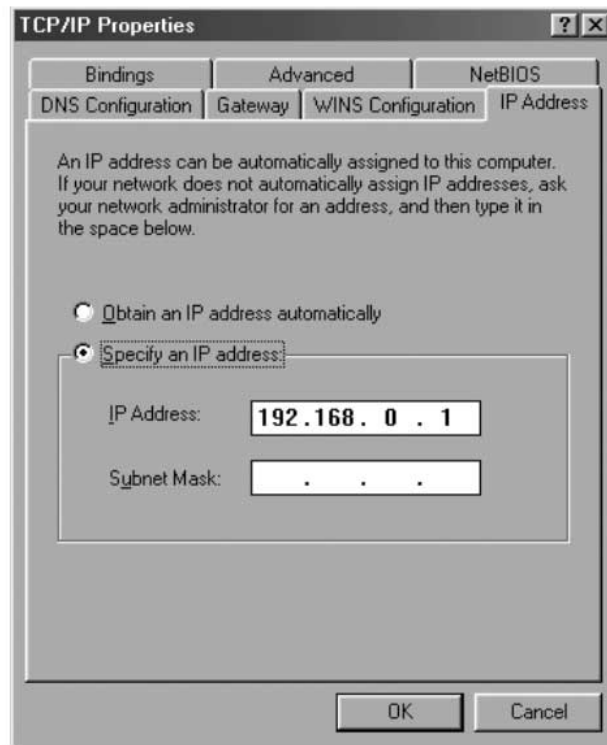 TCP/IP Properties
? ×
Bindings Advanced NetBIOS
DNS Configuration Gateway WINS Configuration IP Address
An IP address can be automatically assigned to this computer.
If your network does not automatically assign IP addresses, ask
your network administrator for an address, and then type it in
the space below.
Obtain an IP address automatically
Specify an IP address:
IP Address: 192.168. 0 . 1
Subnet Mask: . . .
OK Cancel